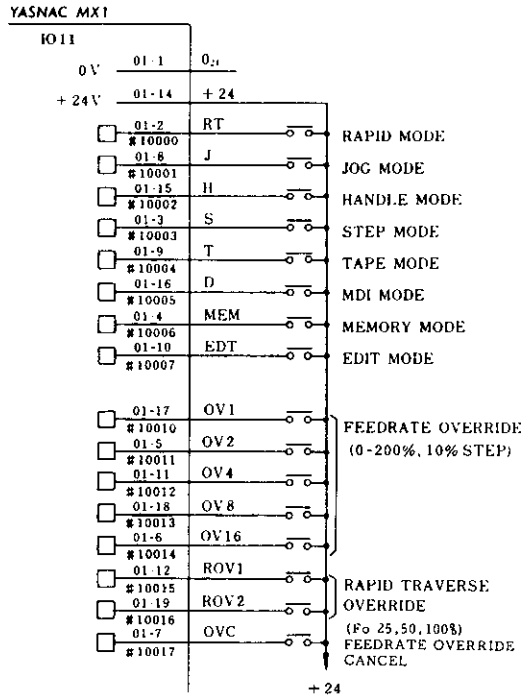 YASNAC MX1
IO11
0V 01-1
+24V 01-14 +24
01-2 RT RAPID MODE
#10000
01-8 J JOG MODE
#10001
01-15 H HANDLE MODE
#10002
01-3 S STEP MODE
#10003
01-9 T TAPE MODE
#10004
01-16 D MDI MODE
#10005
01-4 MEM MEMORY MODE
#10006
01-10 EDT EDIT MODE
#10007
01-17 OV1 FEEDRATE OVERRIDE
#10010
01-5 OV2 (0-200%, 10% STEP)
#10011
01-11 OV4
#10012
01-18 OV8
#10013
01-6 OV16
#10014
01-12 ROV1 RAPID TRAVERSE
#10015
01-19 ROV2 OVERRIDE
#10016
(Fo 25,50,100%)
01-7 OVC FEEDRATE OVERRIDE
#10017 CANCEL
+24